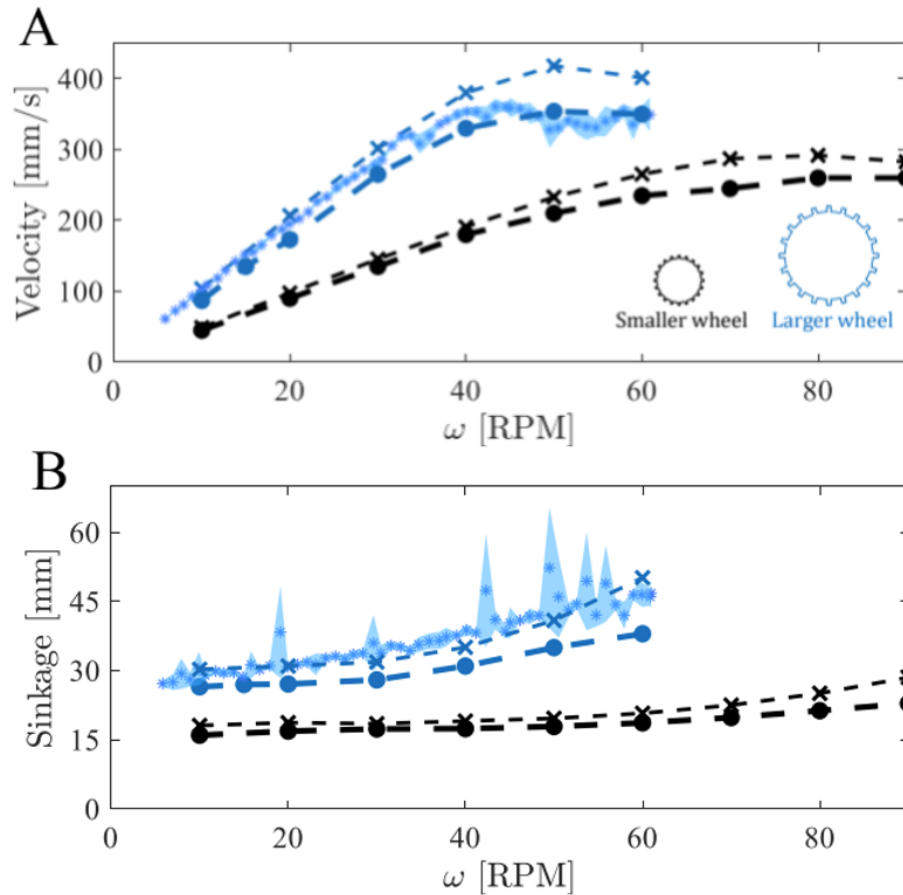 A
Velocity [mm/s]
400
300
200
100
0
Smaller wheel
Larger wheel
0 20 40 60 80
ω [RPM]
B
Sinkage [mm]
60
45
30
15
0
0 20 40 60 80
ω [RPM]